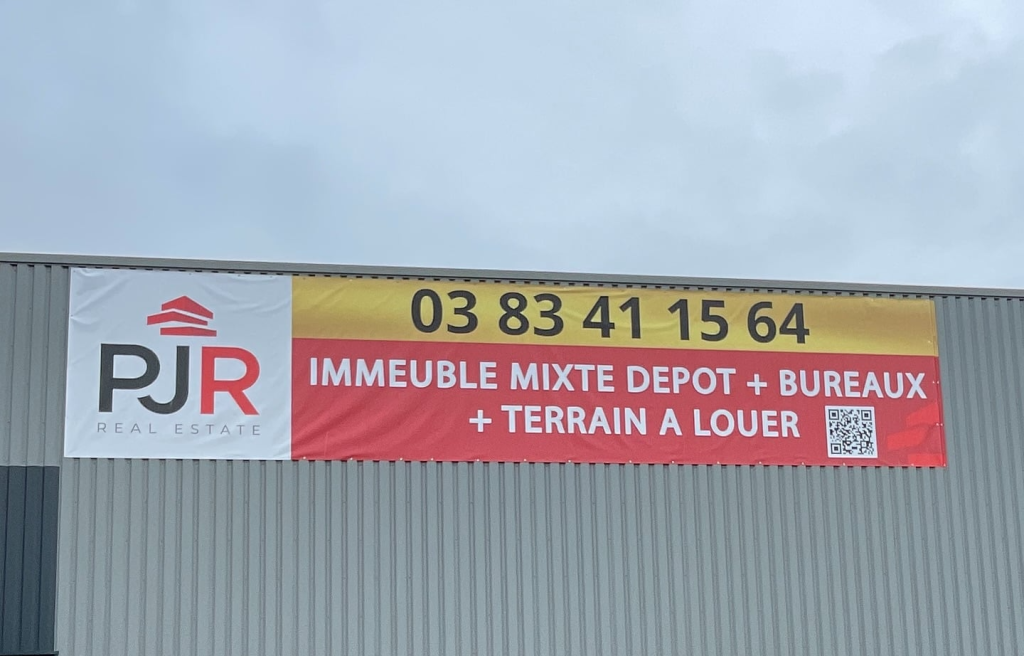 PJR
REAL ESTATE
03 83 41 15 64
IMMEUBLE MIXTE DEPOT + BUREAUX
+ TERRAIN A LOUER